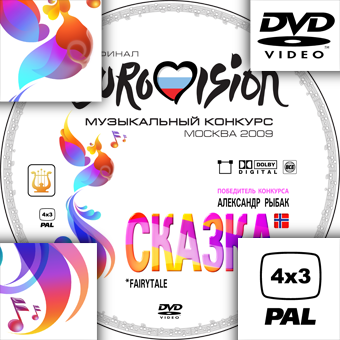 ФИНАЛ
EUROVISION
МУЗЫКАЛЬНЫЙ КОНКУРС
МОСКВА 2009
DVD
VIDEO
DOLBY
DIGITAL
ПОБЕДИТЕЛЬ КОНКУРСА
АЛЕКСАНДР РЫБАК
4x3
PAL
СКАЗКА
*FAIRYTALE
DVD
VIDEO
4x3
PAL